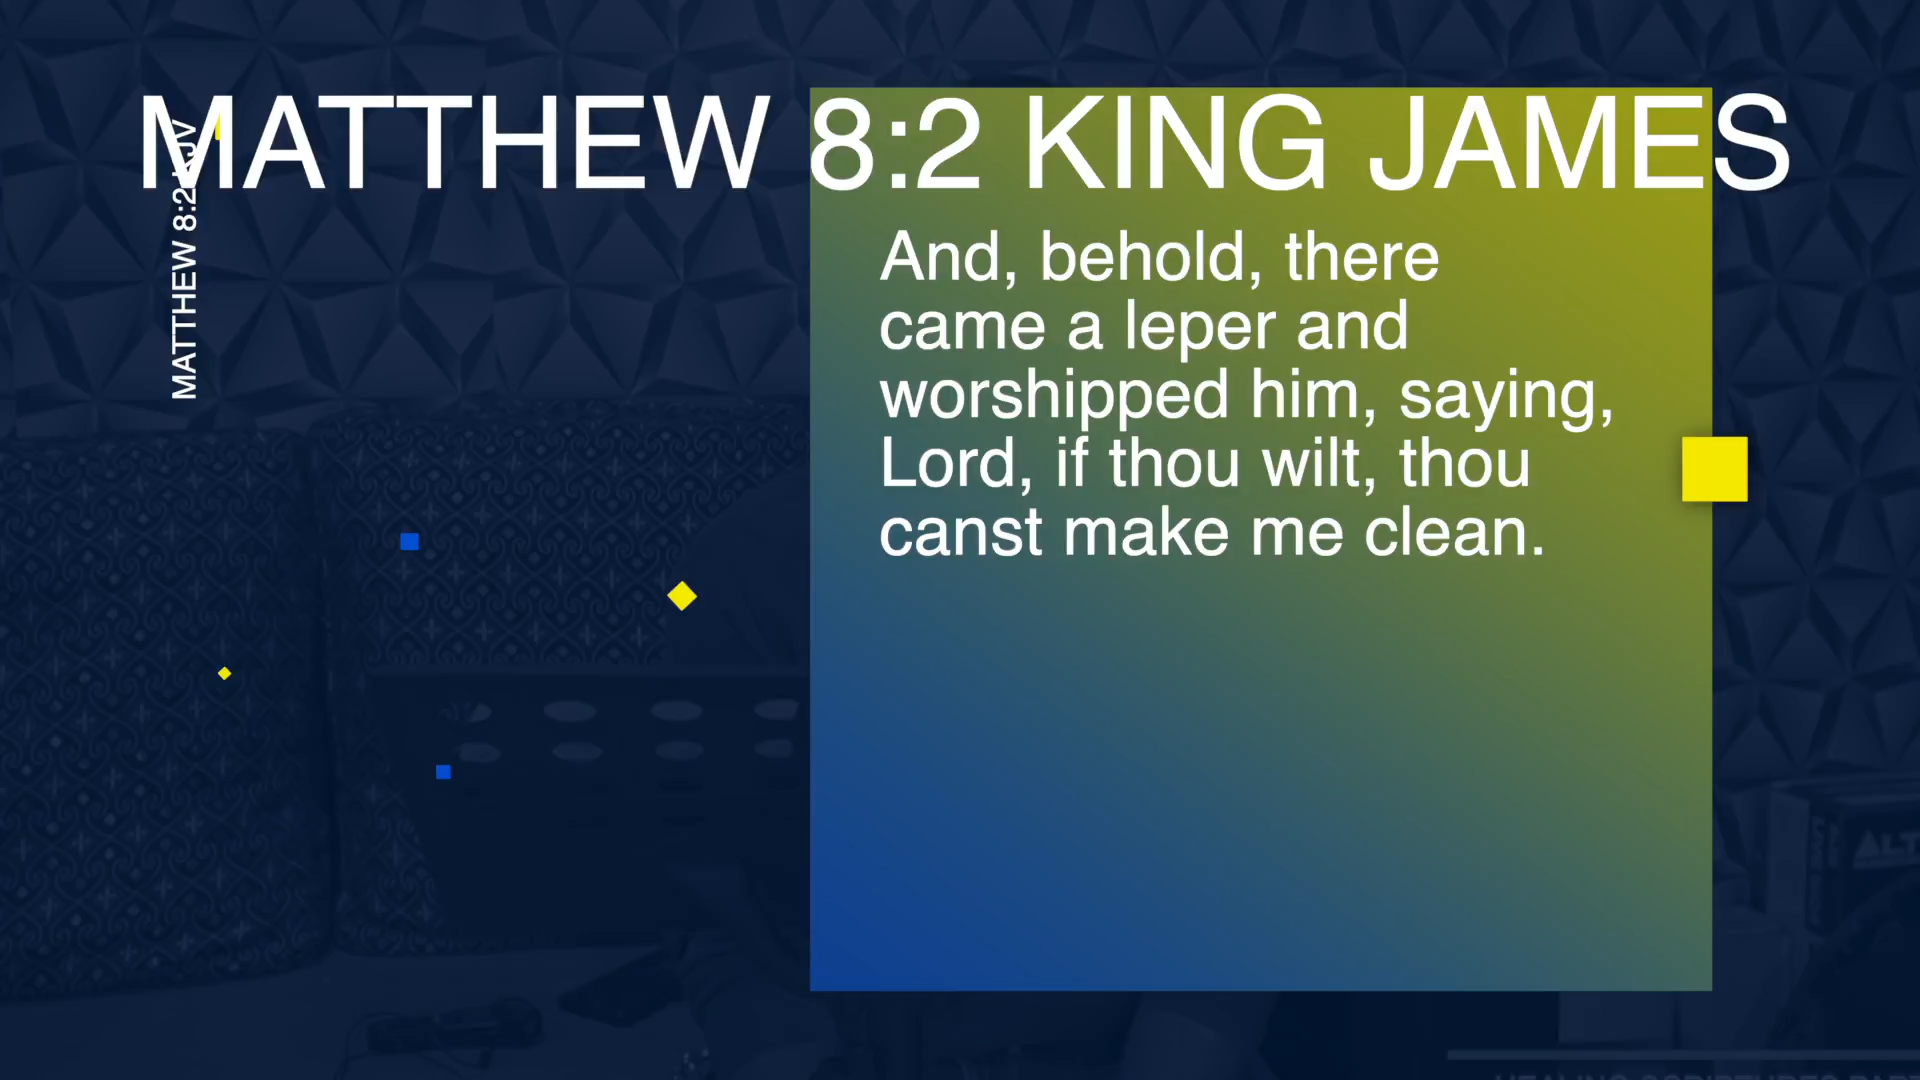 MATTHEW 8:2 KING JAMES
MATTHEW 8:2 KJV
And, behold, there
came a leper and
worshipped him, saying,
Lord, if thou wilt, thou
canst make me clean.